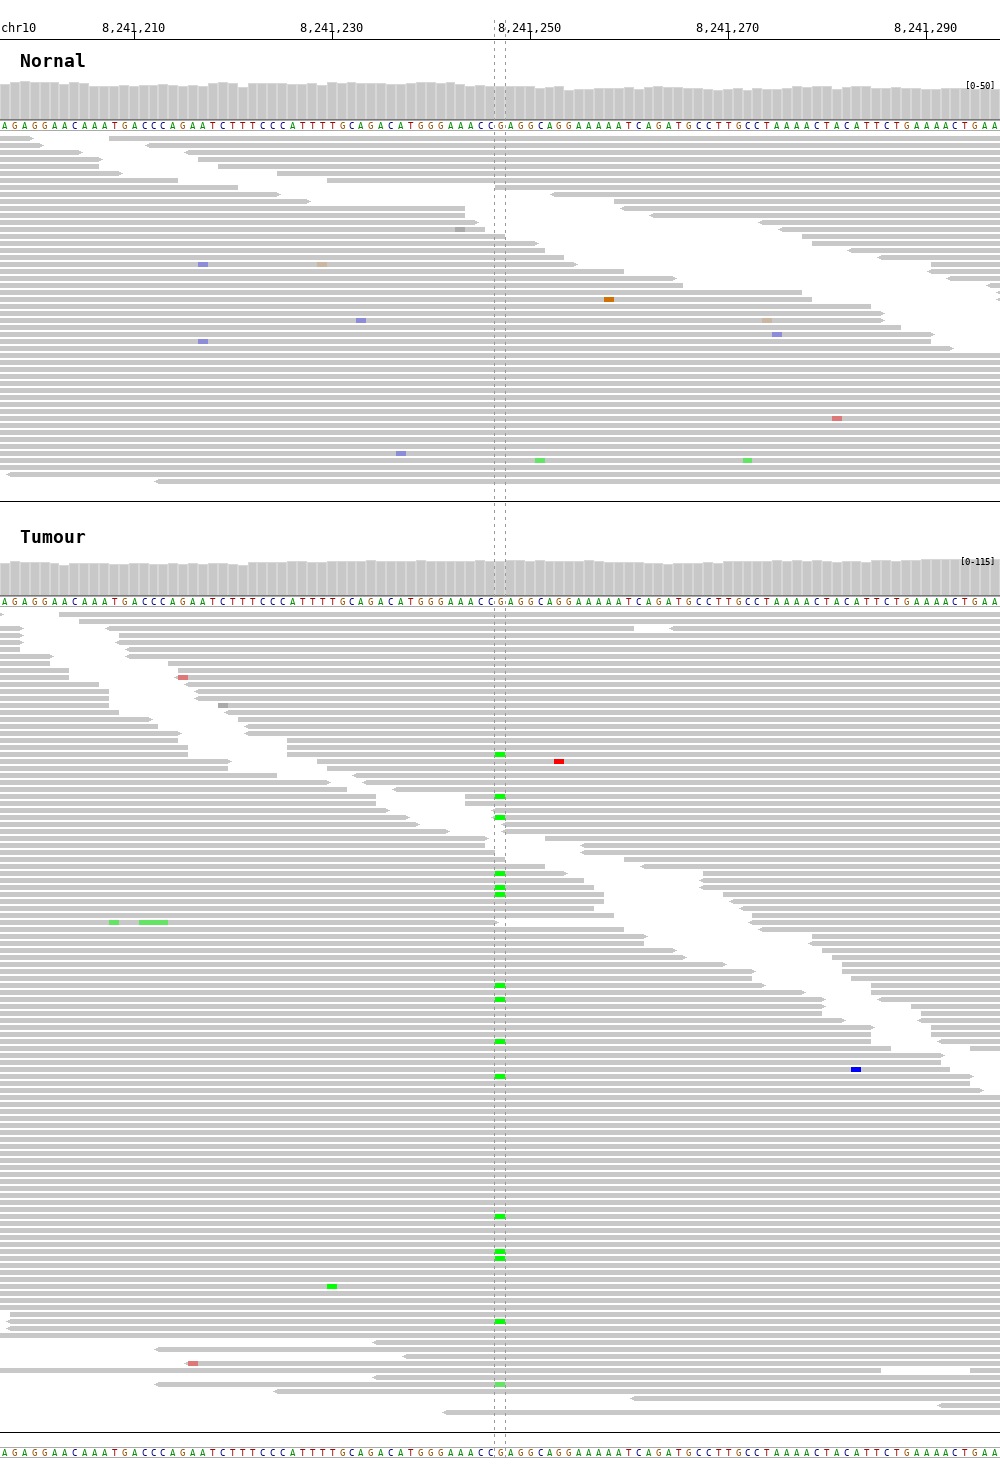 chr10 8,241,210 8,241,230 8,241,250 8,241,270 8,241,290
Nornal
[0-50]
AGAGGAACAAATGACCCAGAATCTTTCCCATTTTGCAGACATGGGAAACCGAGGCAGGAAAAATCAGATGCCTTGCCTAAAACTACATTCTGAAAACTGAA
Tumour
[0-115]
AGAGGAACAAATGACCCAGAATCTTTCCCATTTTGCAGACATGGGAAACCGAGGCAGGAAAAATCAGATGCCTTGCCTAAAACTACATTCTGAAAACTGAA
AGAGGAACAAATGACCCAGAATCTTTCCCATTTTGCAGACATGGGAAACCGAGGCAGGAAAAATCAGATGCCTTGCCTAAAACTACATTCTGAAAACTGAA